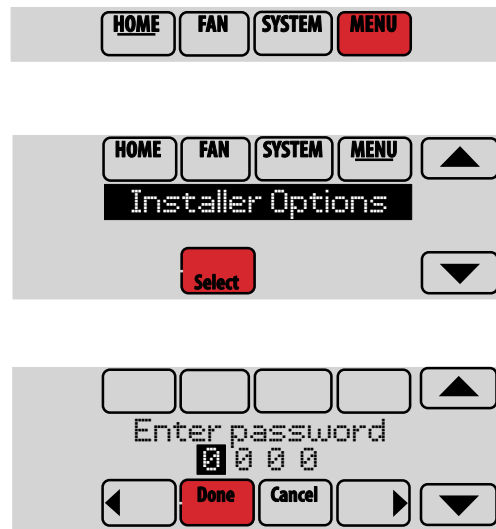 HOME FAN SYSTEM MENU
HOME FAN SYSTEM MENU
Installer Options
Select
Enter password
0 0 0 0
Done Cancel